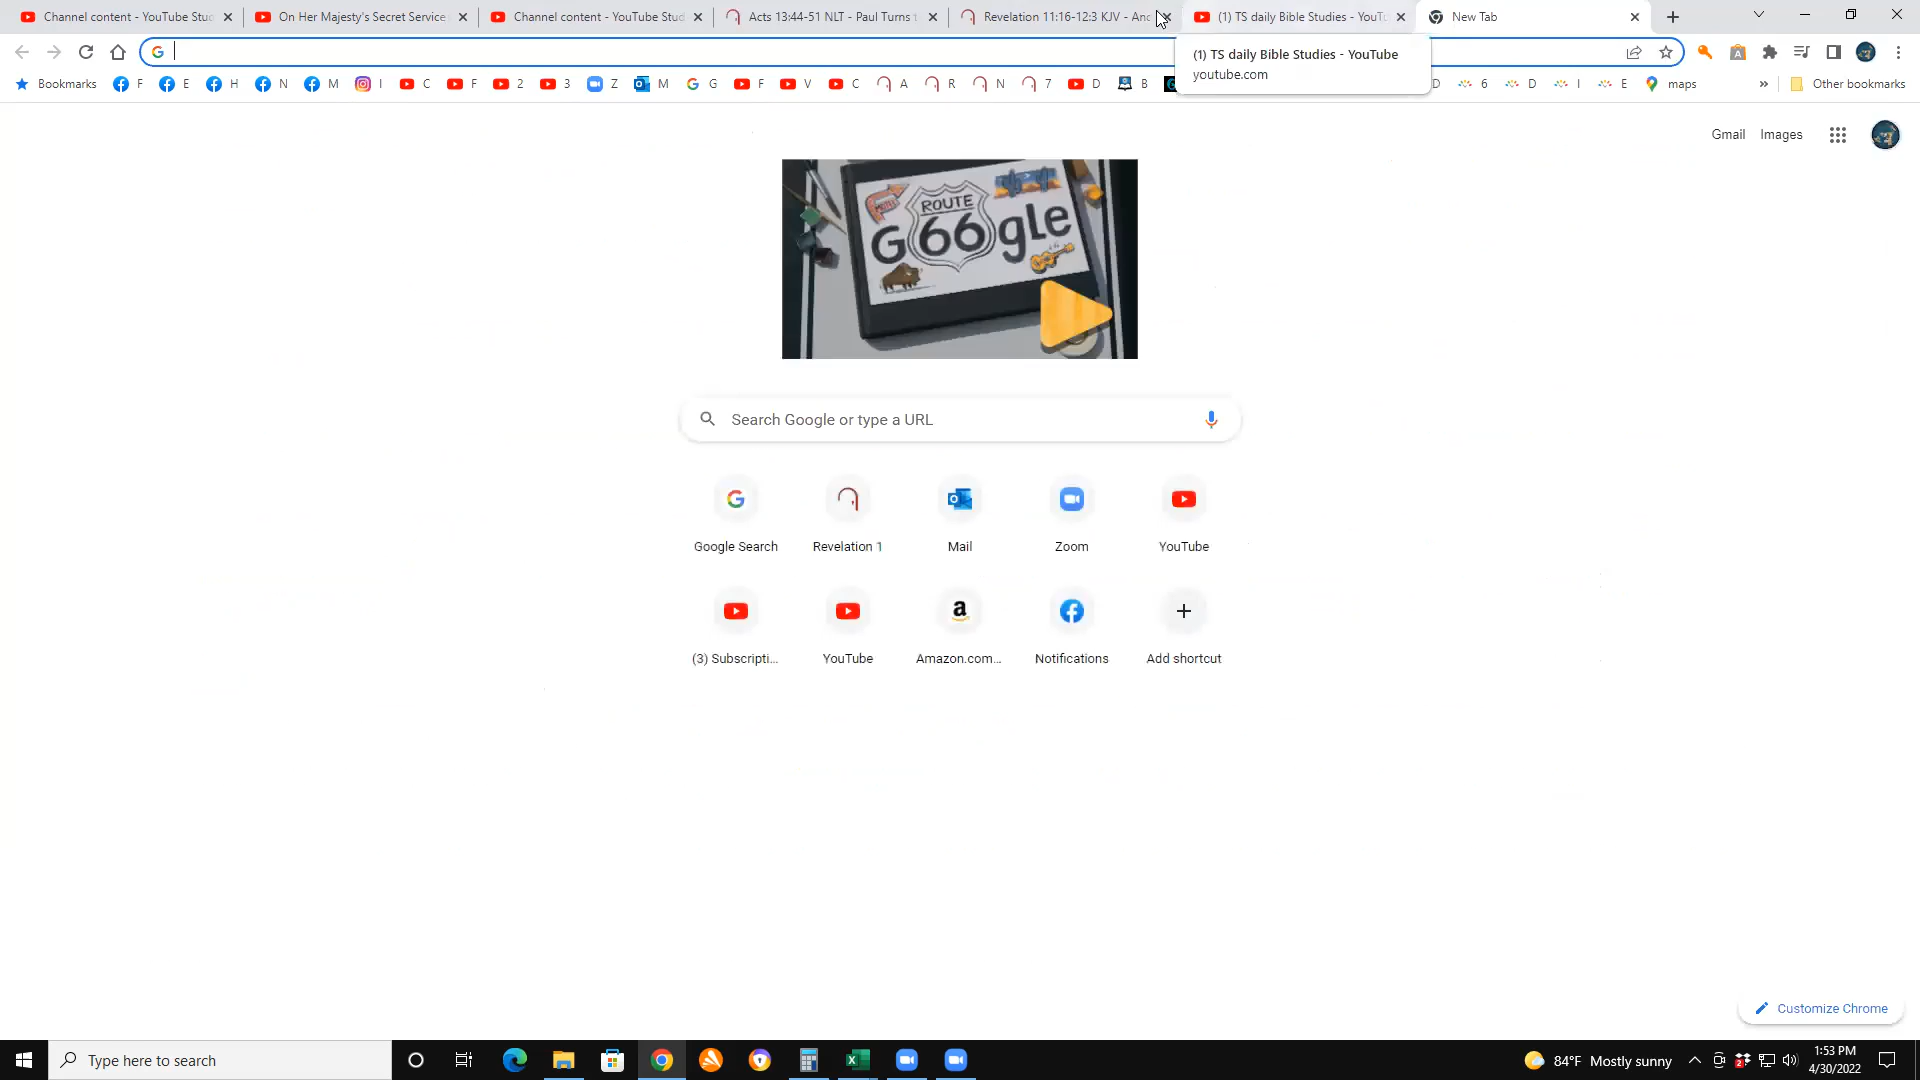 Channel content - YouTube Stu
On Her Majesty's Secret Service
Channel content - YouTube Stud
Acts 13:44-51 NLT - Paul Turns t
Revelation 11:16-12:3 KJV - And
(1) TS daily Bible Studies - YouTu
New Tab
(1) TS daily Bible Studies - YouTube
youtube.com
Bookmarks
F
E
H
N
M
I
C
F
2
3
Z
M
G
F
V
C
A
R
N
7
D
B
D
6
D
I
E
maps
»
Other bookmarks
Gmail
Images
ROUTE
G66gle
Search Google or type a URL
Google Search
Revelation 1
Mail
Zoom
YouTube
(3) Subscripti...
YouTube
Amazon.com...
Notifications
Add shortcut
Customize Chrome
Type here to search
84°F Mostly sunny
1:53 PM
4/30/2022